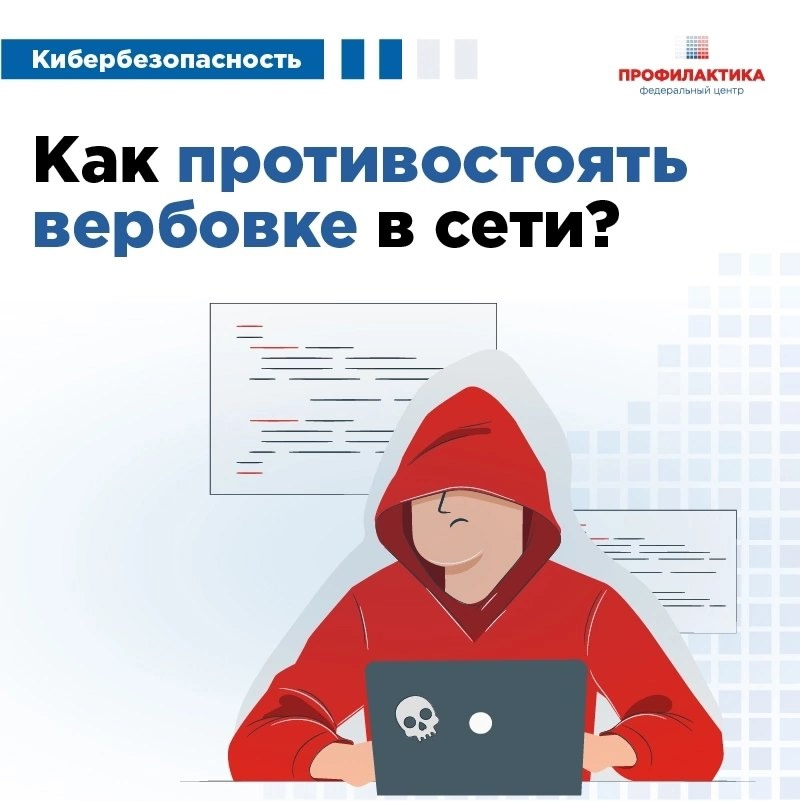 Кибербезопасность
ПРОФИЛАКТИКА
федеральный центр
Как противостоять
вербовке в сети?